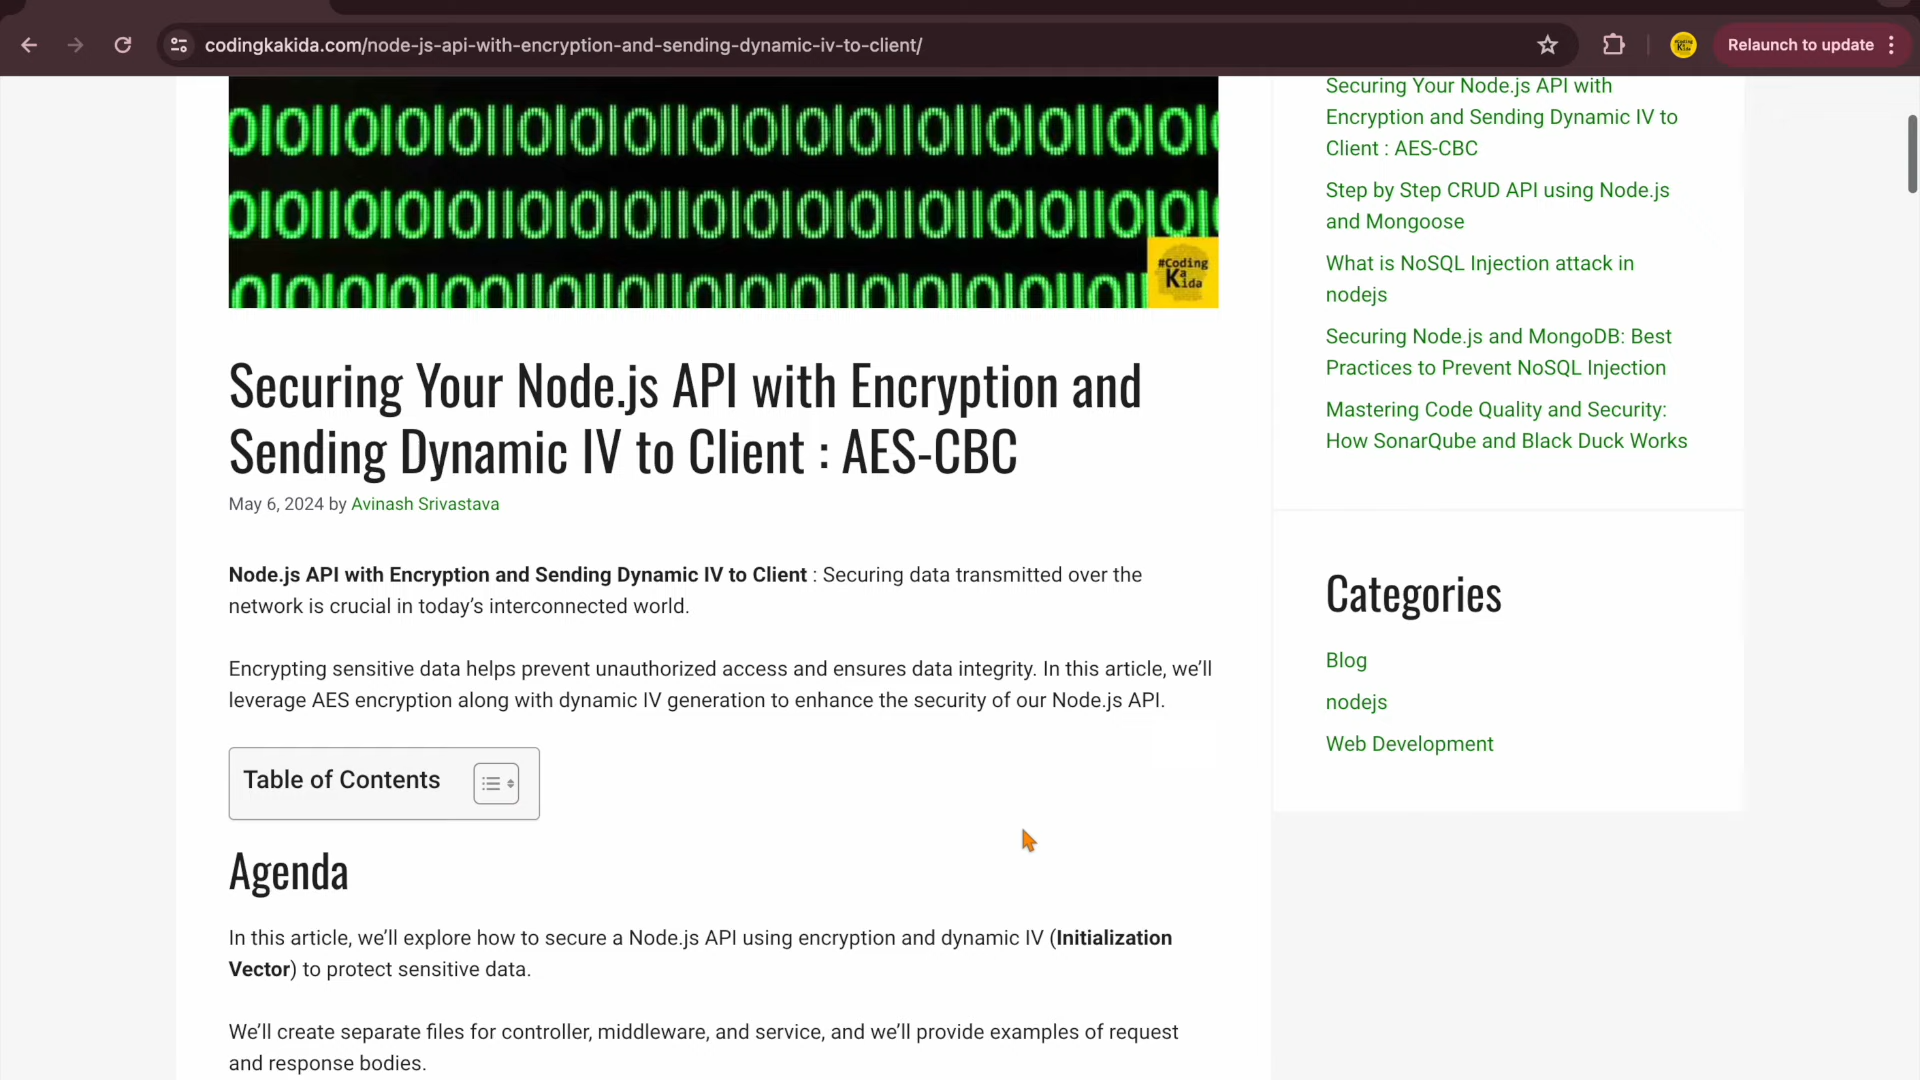 codingkakida.com/node-js-api-with-encryption-and-sending-dynamic-iv-to-client/
Relaunch to update
#Coding
Ka
ida
Securing Your Node.js API with Encryption and
Sending Dynamic IV to Client : AES-CBC
May 6, 2024 by Avinash Srivastava
Node.js API with Encryption and Sending Dynamic IV to Client : Securing data transmitted over the
network is crucial in today’s interconnected world.
Encrypting sensitive data helps prevent unauthorized access and ensures data integrity. In this article, we’ll
leverage AES encryption along with dynamic IV generation to enhance the security of our Node.js API.
Table of Contents
Agenda
In this article, we’ll explore how to secure a Node.js API using encryption and dynamic IV (Initialization
Vector) to protect sensitive data.
We’ll create separate files for controller, middleware, and service, and we’ll provide examples of request
and response bodies.
Securing Your Node.js API with
Encryption and Sending Dynamic IV to
Client : AES-CBC
Step by Step CRUD API using Node.js
and Mongoose
What is NoSQL Injection attack in
nodejs
Securing Node.js and MongoDB: Best
Practices to Prevent NoSQL Injection
Mastering Code Quality and Security:
How SonarQube and Black Duck Works
Categories
Blog
nodejs
Web Development